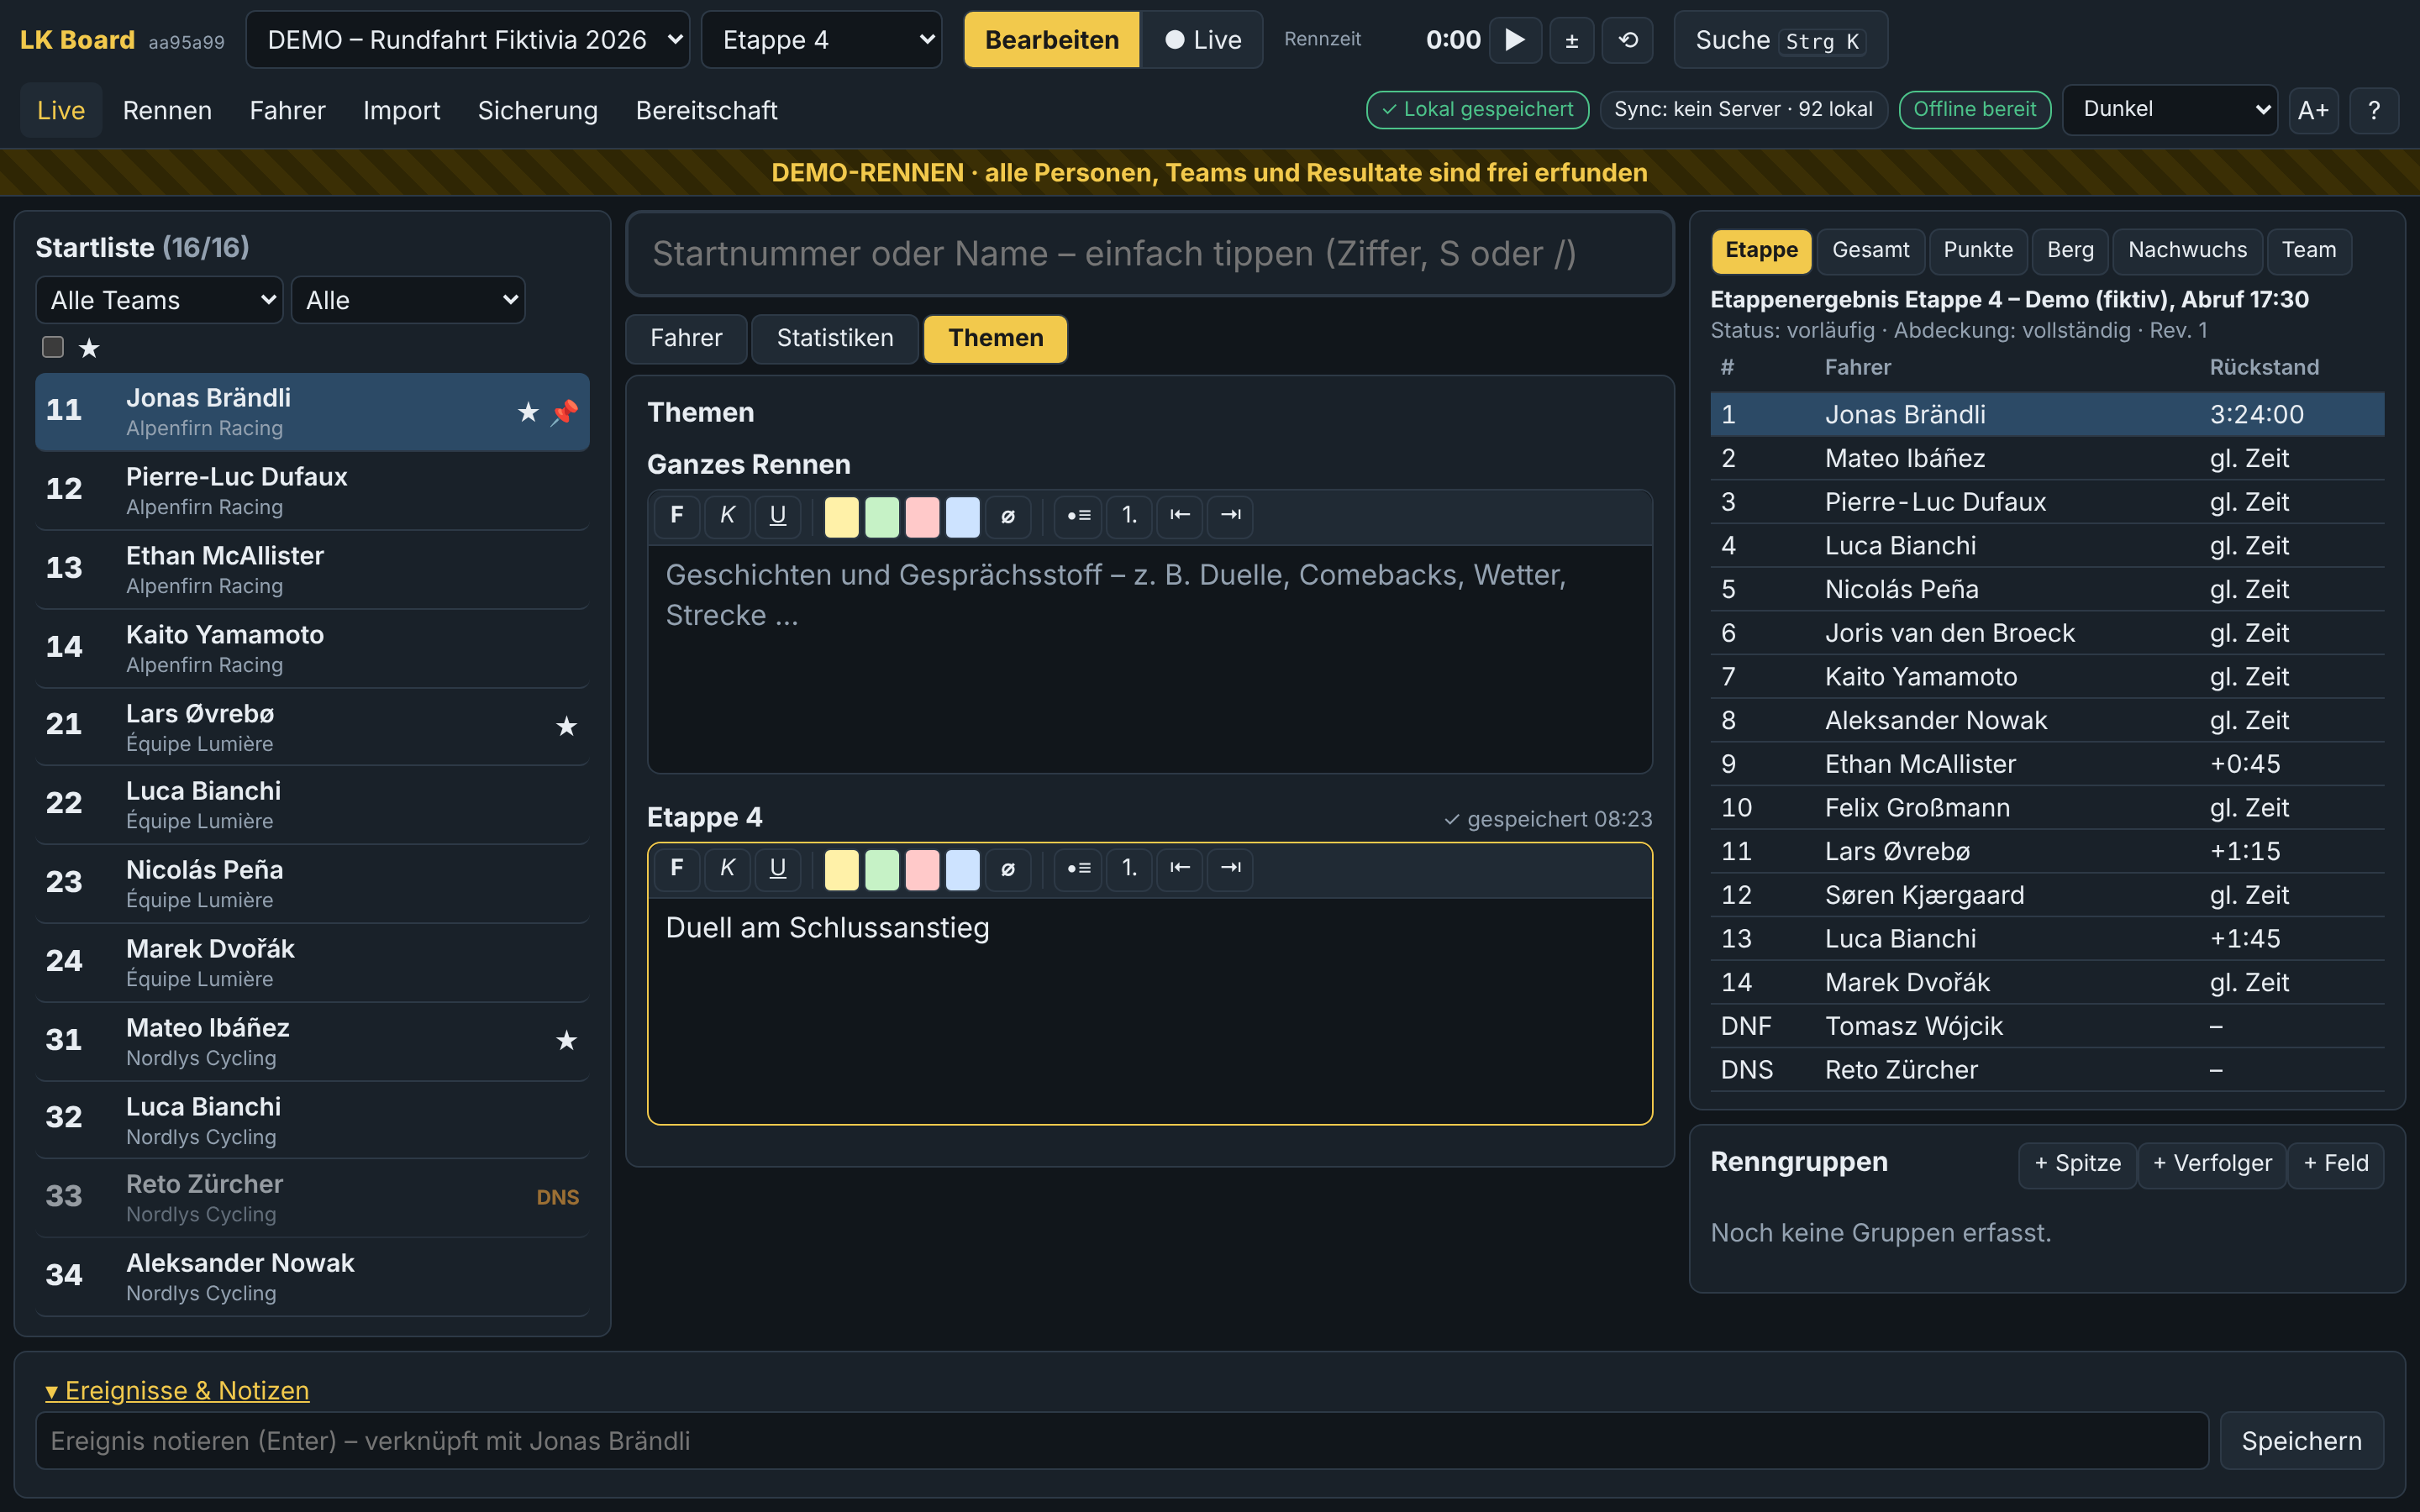 LK Board aa95a99 DEMO – Rundfahrt Fiktivia 2026 Etappe 4 Bearbeiten Live Rennzeit 0:00 ± Suche Strg K
Live Rennen Fahrer Import Sicherung Bereitschaft ✓ Lokal gespeichert Sync: kein Server · 92 lokal Offline bereit Dunkel A+ ?
DEMO-RENNEN · alle Personen, Teams und Resultate sind frei erfunden
Startliste (16/16)
Alle Teams Alle
★
11 Jonas Brändli ★
Alpenfirn Racing
12 Pierre-Luc Dufaux
Alpenfirn Racing
13 Ethan McAllister
Alpenfirn Racing
14 Kaito Yamamoto
Alpenfirn Racing
21 Lars Øvrebø ★
Équipe Lumière
22 Luca Bianchi
Équipe Lumière
23 Nicolás Peña
Équipe Lumière
24 Marek Dvořák
Équipe Lumière
31 Mateo Ibáñez ★
Nordlys Cycling
32 Luca Bianchi
Nordlys Cycling
33 Reto Zürcher DNS
Nordlys Cycling
34 Aleksander Nowak
Nordlys Cycling
Startnummer oder Name – einfach tippen (Ziffer, S oder /)
Fahrer Statistiken Themen
Themen
Ganzes Rennen
F K U ø •≡ 1. ⇤ ⇥
Geschichten und Gesprächsstoff – z. B. Duelle, Comebacks, Wetter,
Strecke ...
Etappe 4 ✓ gespeichert 08:23
F K U ø •≡ 1. ⇤ ⇥
Duell am Schlussanstieg
Etappe Gesamt Punkte Berg Nachwuchs Team
Etappenergebnis Etappe 4 – Demo (fiktiv), Abruf 17:30
Status: vorläufig · Abdeckung: vollständig · Rev. 1
# Fahrer Rückstand
1 Jonas Brändli 3:24:00
2 Mateo Ibáñez gl. Zeit
3 Pierre-Luc Dufaux gl. Zeit
4 Luca Bianchi gl. Zeit
5 Nicolás Peña gl. Zeit
6 Joris van den Broeck gl. Zeit
7 Kaito Yamamoto gl. Zeit
8 Aleksander Nowak gl. Zeit
9 Ethan McAllister +0:45
10 Felix Großmann gl. Zeit
11 Lars Øvrebø +1:15
12 Søren Kjærgaard gl. Zeit
13 Luca Bianchi +1:45
14 Marek Dvořák gl. Zeit
DNF Tomasz Wójcik –
DNS Reto Zürcher –
Renngruppen + Spitze + Verfolger + Feld
Noch keine Gruppen erfasst.
▾ Ereignisse & Notizen
Ereignis notieren (Enter) – verknüpft mit Jonas Brändli Speichern